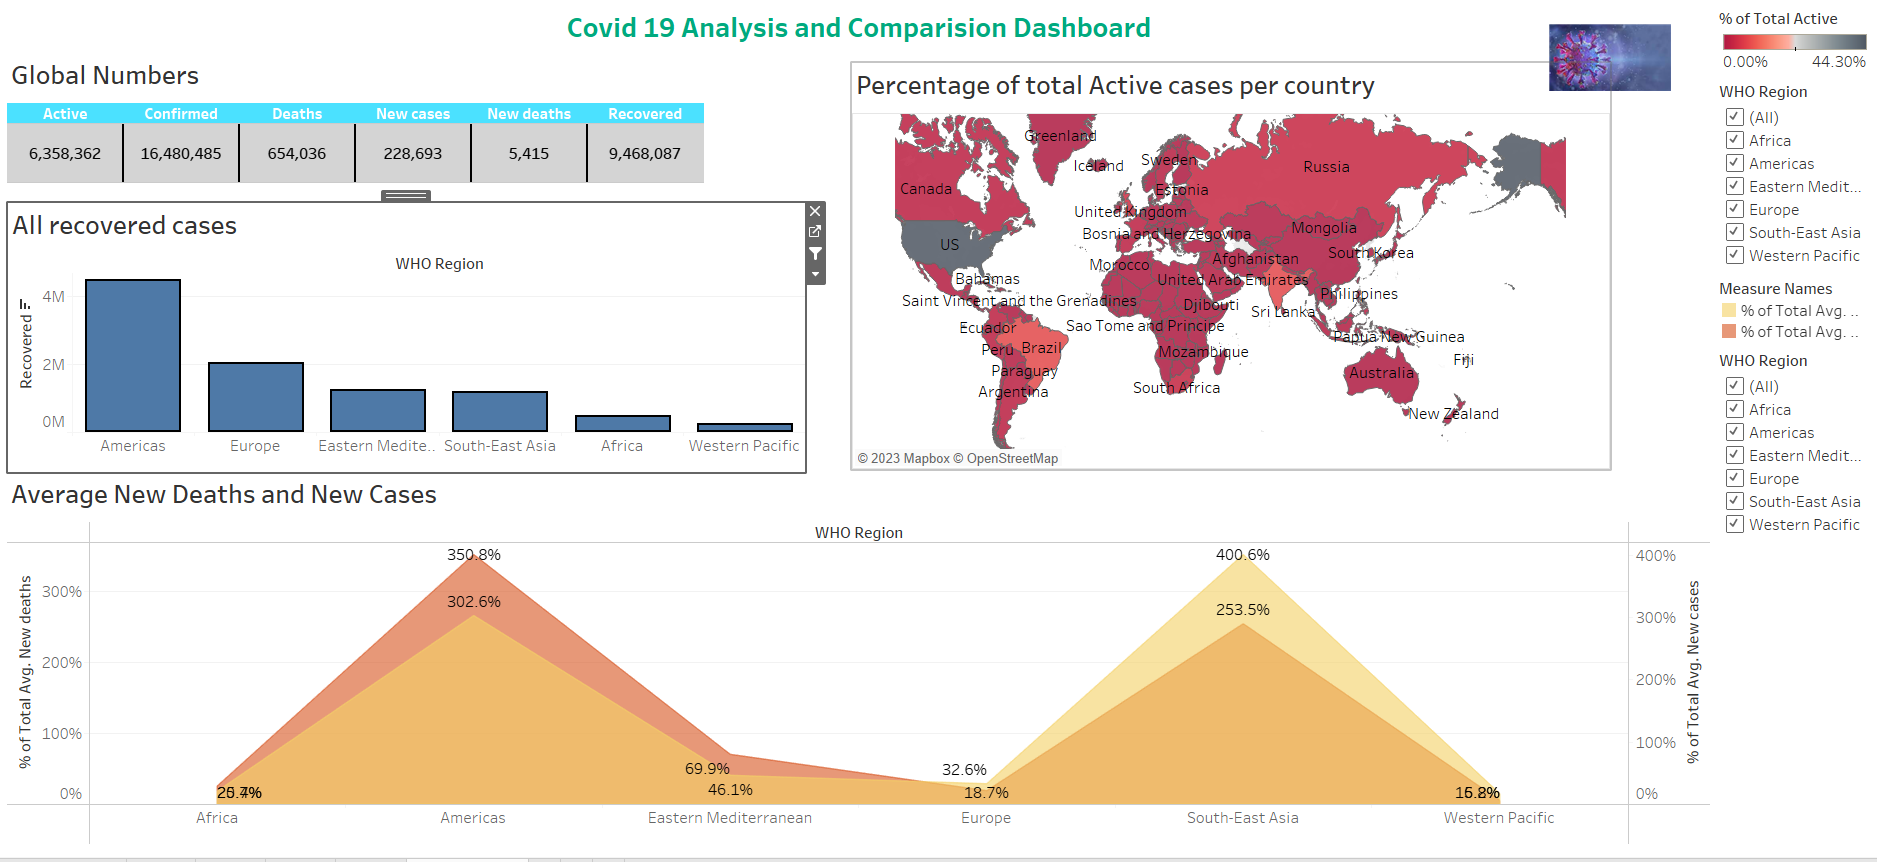 Covid 19 Analysis and Comparision Dashboard
Global Numbers
Active Confirmed Deaths New cases New deaths Recovered
6,358,362 16,480,485 654,036 228,693 5,415 9,468,087
All recovered cases
WHO Region
Recovered
4M
2M
0M
Americas Europe Eastern Medite.. South-East Asia Africa Western Pacific
Percentage of total Active cases per country
Greenland
Iceland
Sweden
Russia
Canada
Estonia
United Kingdom
Bosnia and Herzegovina
Mongolia
US
South Korea
Afghanistan
Morocco
Bahamas
United Arab Emirates
Philippines
Saint Vincent and the Grenadines
Djibouti
Sri Lanka
Ecuador
Sao Tome and Principe
Papua New Guinea
Peru
Brazil
Mozambique
Fiji
Paraguay
Australia
Argentina
South Africa
New Zealand
© 2023 Mapbox © OpenStreetMap
% of Total Active
0.00% 44.30%
WHO Region
(All)
Africa
Americas
Eastern Medit...
Europe
South-East Asia
Western Pacific
Measure Names
% of Total Avg. ..
% of Total Avg. ..
WHO Region
(All)
Africa
Americas
Eastern Medit...
Europe
South-East Asia
Western Pacific
Average New Deaths and New Cases
WHO Region
% of Total Avg. New deaths
300%
200%
100%
0%
350.8%
302.6%
69.9%
46.1%
32.6%
18.7%
400.6%
253.5%
400%
300%
200%
100%
0%
% of Total Avg. New cases
Africa Americas Eastern Mediterranean Europe South-East Asia Western Pacific